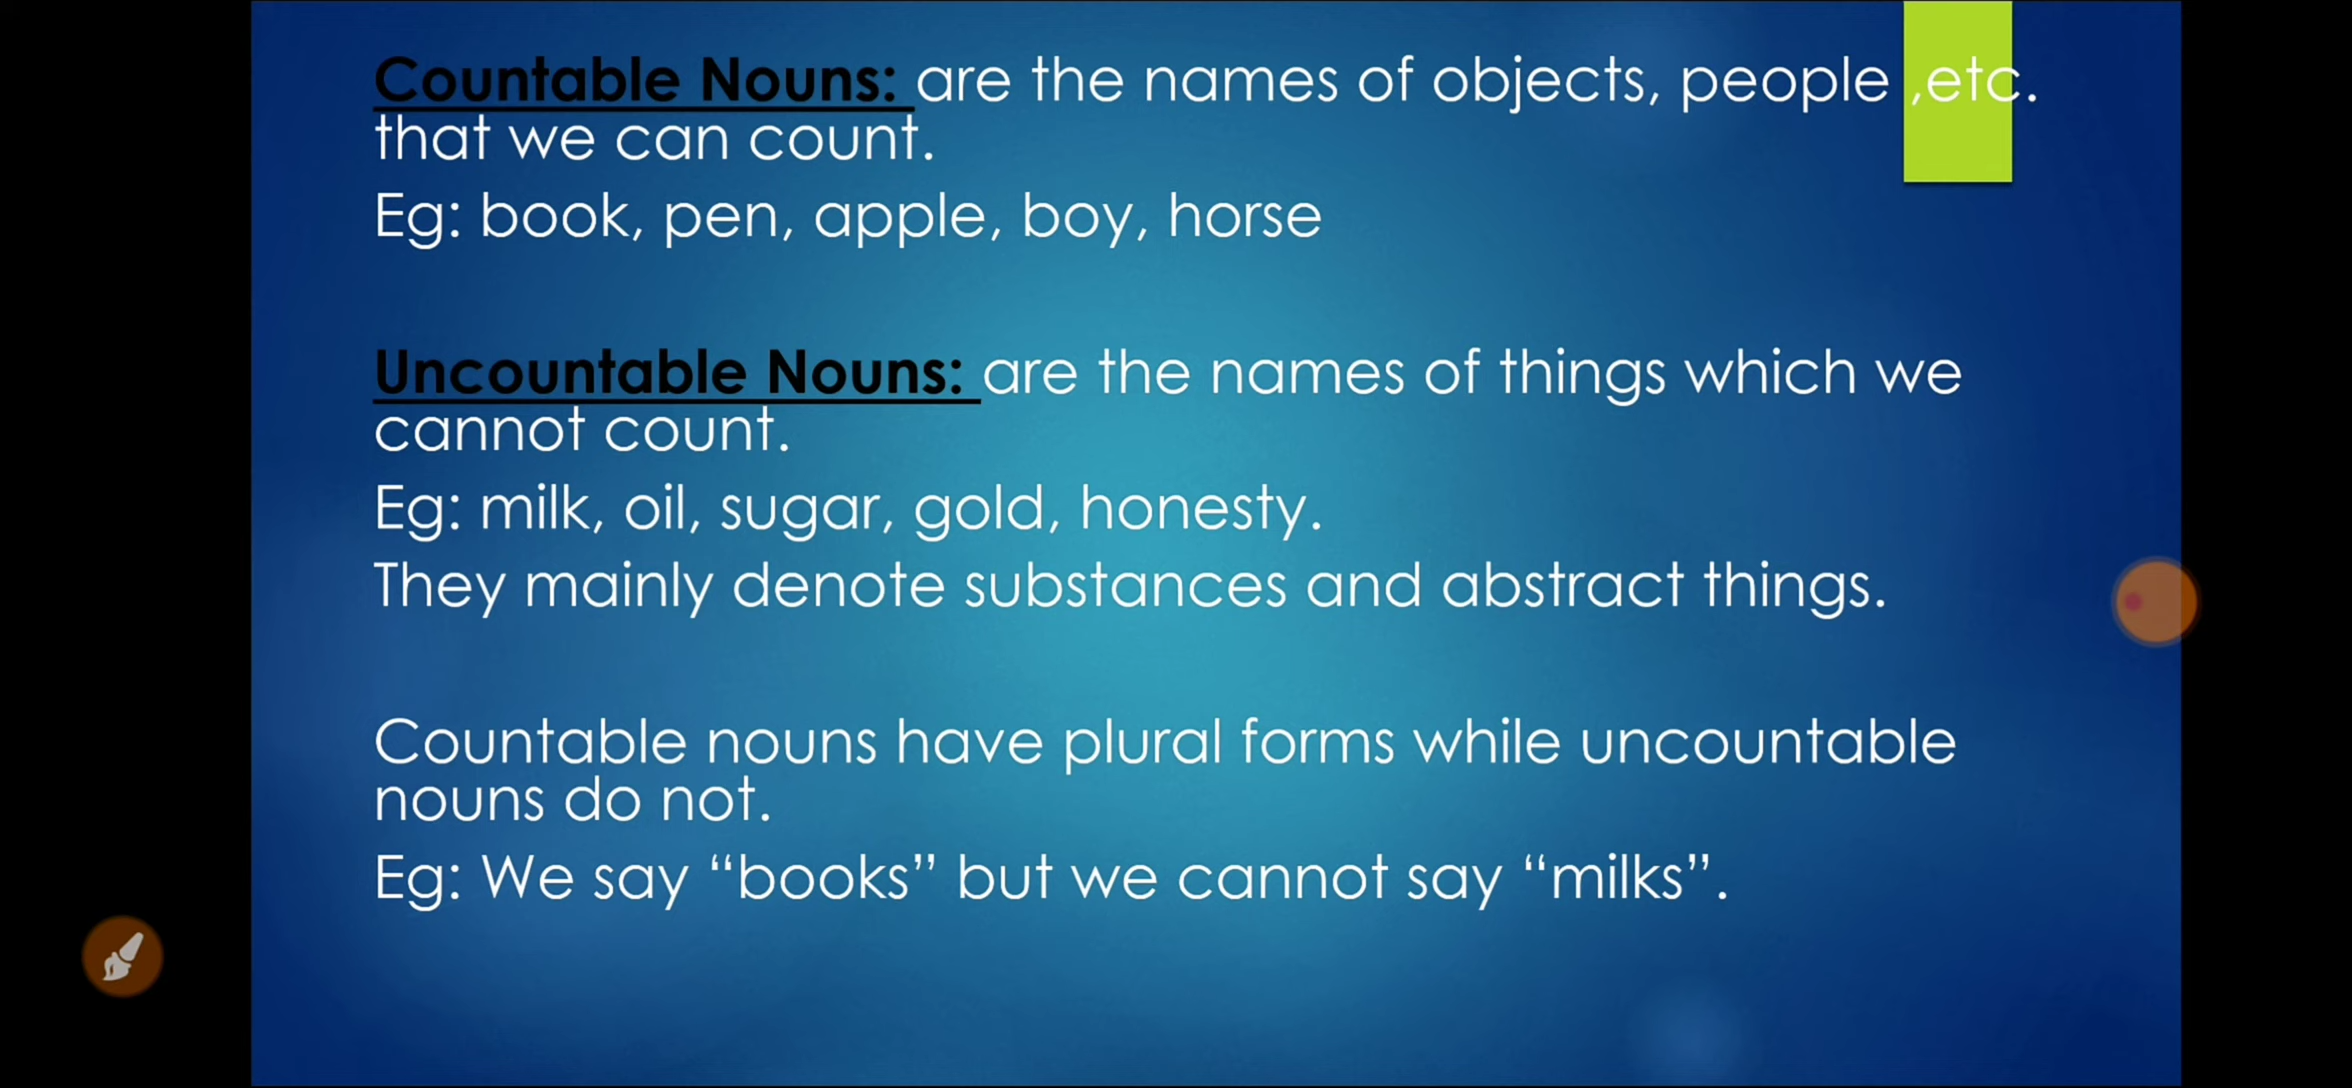 Countable Nouns: are the names of objects, people ,etc.
that we can count.
Eg: book, pen, apple, boy, horse
Uncountable Nouns: are the names of things which we
cannot count.
Eg: milk, oil, sugar, gold, honesty.
They mainly denote substances and abstract things.
Countable nouns have plural forms while uncountable
nouns do not.
Eg: We say “books” but we cannot say “milks”.